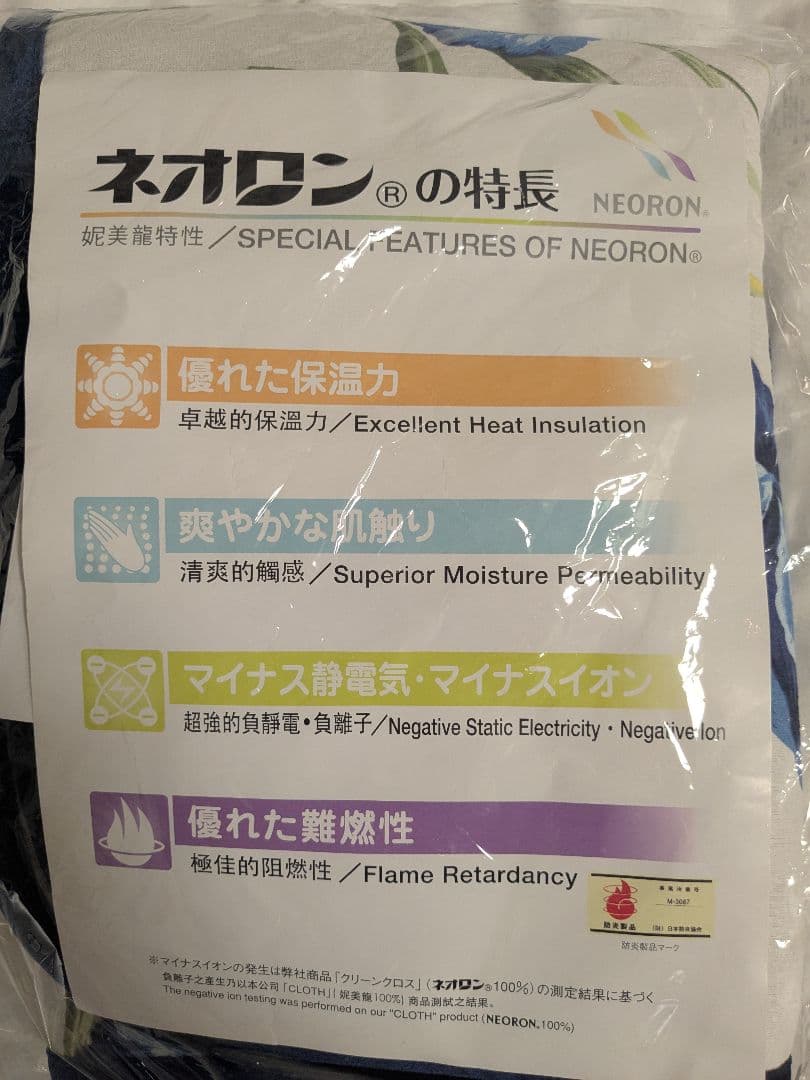 ネオロン®の特長
NEORON®
妮美龍特性／SPECIAL FEATURES OF NEORON®
優れた保温力
卓越的保溫力／Excellent Heat Insulation
爽やかな肌触り
清爽的觸感／Superior Moisture Permeability
マイナス静電気・マイナスイオン
超強的負靜電•負離子／Negative Static Electricity・Negative Ion
優れた難燃性
極佳的阻燃性／Flame Retardancy
M-3087
防炎製品
(財)日本防炎協会
防炎製品マーク
※マイナスイオンの発生は弊社商品「クリーンクロス」（ネオロン®100%）の測定結果に基づく
負離子之產生乃以本公司「CLOTH」(妮美龍100%) 商品測試之結果。
The negative ion testing was performed on our "CLOTH" product (NEORON®100%)